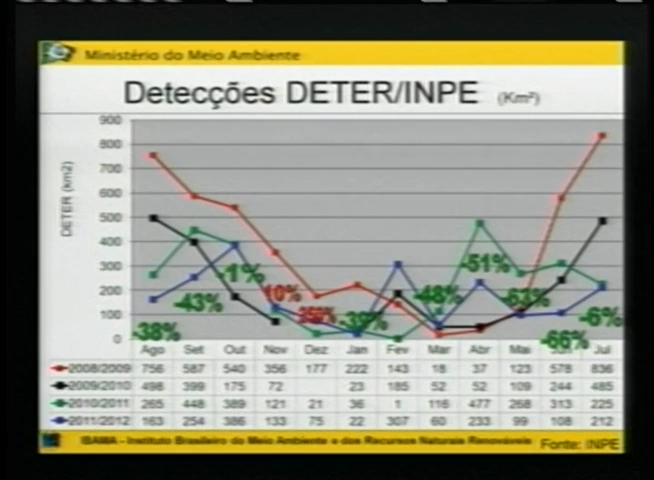 Ministério do Meio Ambiente
Detecções DETER/INPE (Km²)
DETER (km2)
900
800
700
600
500
400
300
200
100
0
-38%
-43%
-1%
10%
-39%
-48%
-51%
-63%
-66%
-6%
Ago Set Out Nov Dez Jan Fev Mar Abr Mai Jun Jul
2008/2009 756 587 540 356 177 222 143 18 37 123 578 836
2009/2010 498 399 175 72 23 185 52 52 109 244 485
2010/2011 265 448 389 121 21 36 1 116 477 268 313 225
2011/2012 163 254 386 133 75 22 307 60 233 99 108 212
IBAMA - Instituto Brasileiro do Meio Ambiente e dos Recursos Naturais Renováveis Fonte: INPE